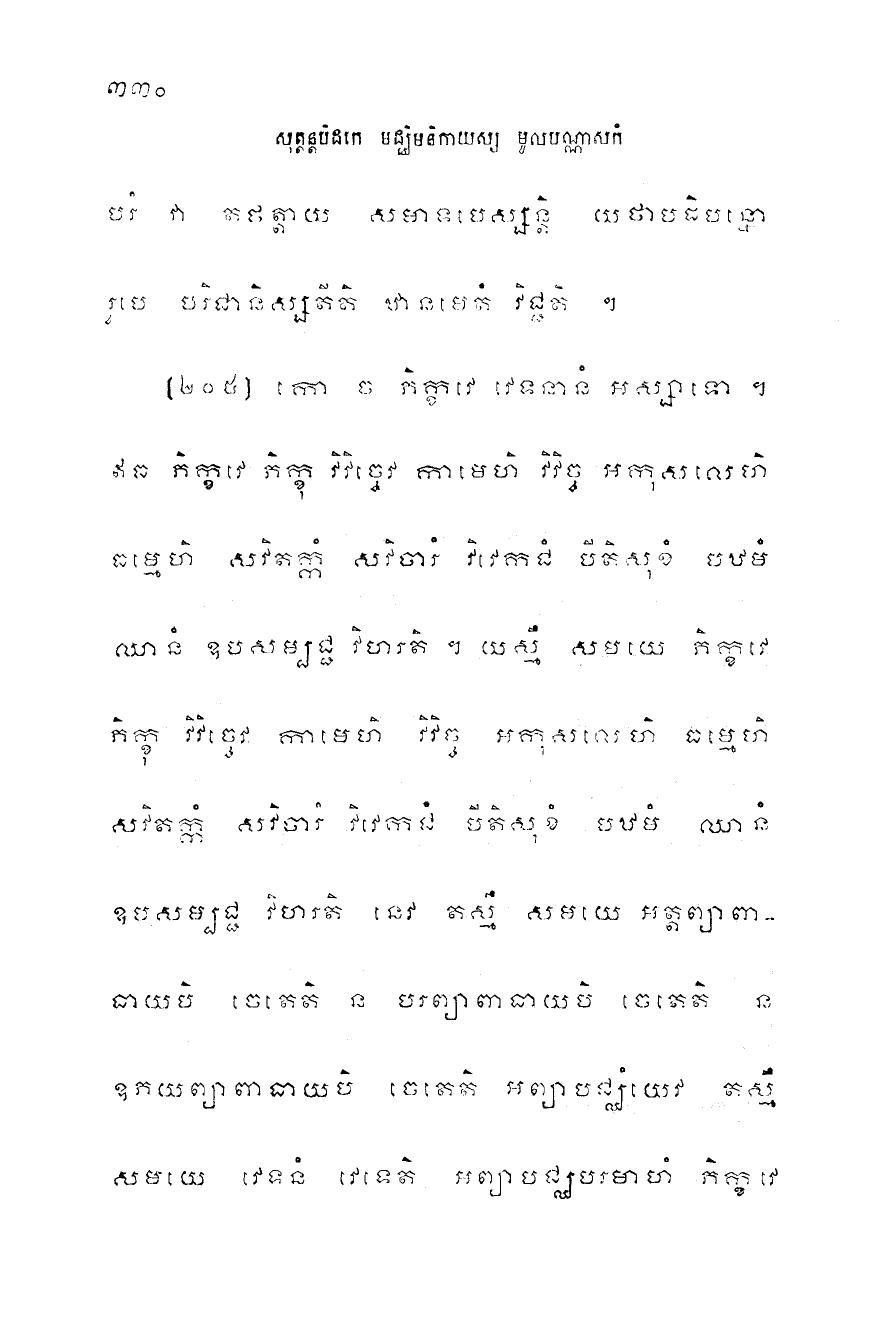 ៣៣០
សុត្តន្តបិដកេ មជ្ឈិមនិកាយស្ស មូលបណ្ណាសកំ
បរំ វា តថត្តាយ សមាទបេស្សន្តិ យថាបដិបន្នោ
រូបេ បរិជានិស្សតីតិ ឋានមេតំ វិជ្ជតិ ។
(២០៥) កោ ច ភិក្ខវេ វេទនានំ អស្សាទោ ។
ឥធ ភិក្ខវេ ភិក្ខុ វិវិច្ចេវ កាមេហិ វិវិច្ច អកុសលេហិ
ធម្មេហិ សវិតក្កំ សវិចារំ វិវេកជំ បីតិសុខំ បឋមំ
ឈានំ ឧបសម្បជ្ជ វិហរតិ ។ យស្មឹ សមយេ ភិក្ខវេ
ភិក្ខុ វិវិច្ចេវ កាមេហិ វិវិច្ច អកុសលេហិ ធម្មេហិ
សវិតក្កំ សវិចារំ វិវេកជំ បីតិសុខំ បឋមំ ឈានំ
ឧបសម្បជ្ជ វិហរតិ នេវ តស្មឹ សមយេ អត្តព្យាពា-
ធាយបិ ចេតេតិ ន បរព្យាពាធាយបិ ចេតេតិ ន
ឧភយព្យាពាធាយបិ ចេតេតិ អព្យាបជ្ឈំយេវ តស្មឹ
សមយេ វេទនំ វេទេតិ អព្យាបជ្ឈបរមាហំ ភិក្ខវេ